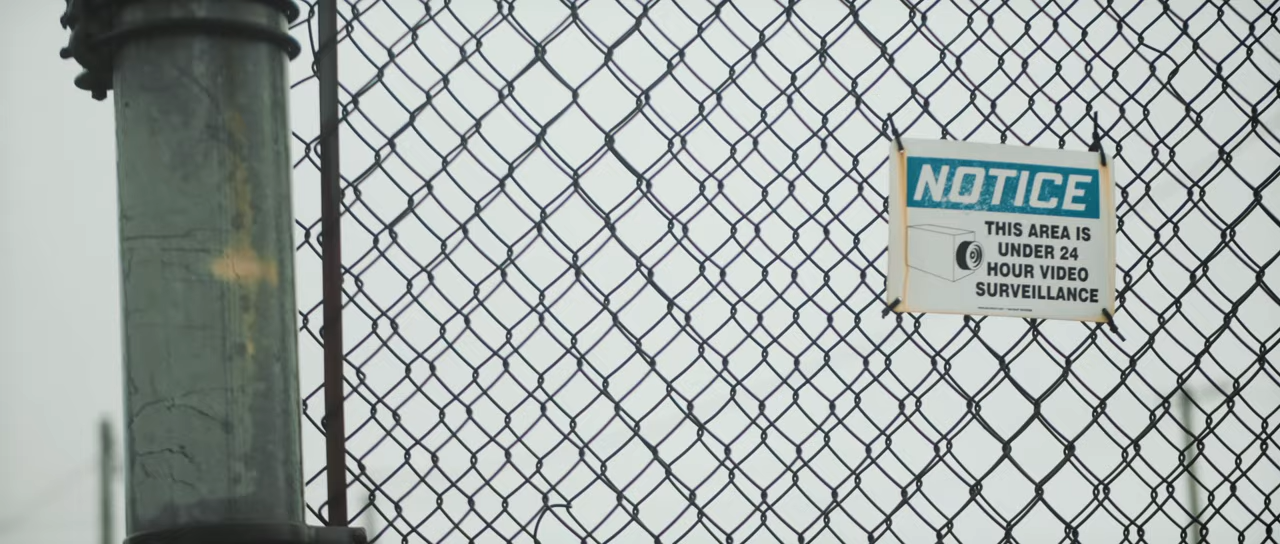 NOTICE
THIS AREA IS
UNDER 24
HOUR VIDEO
SURVEILLANCE